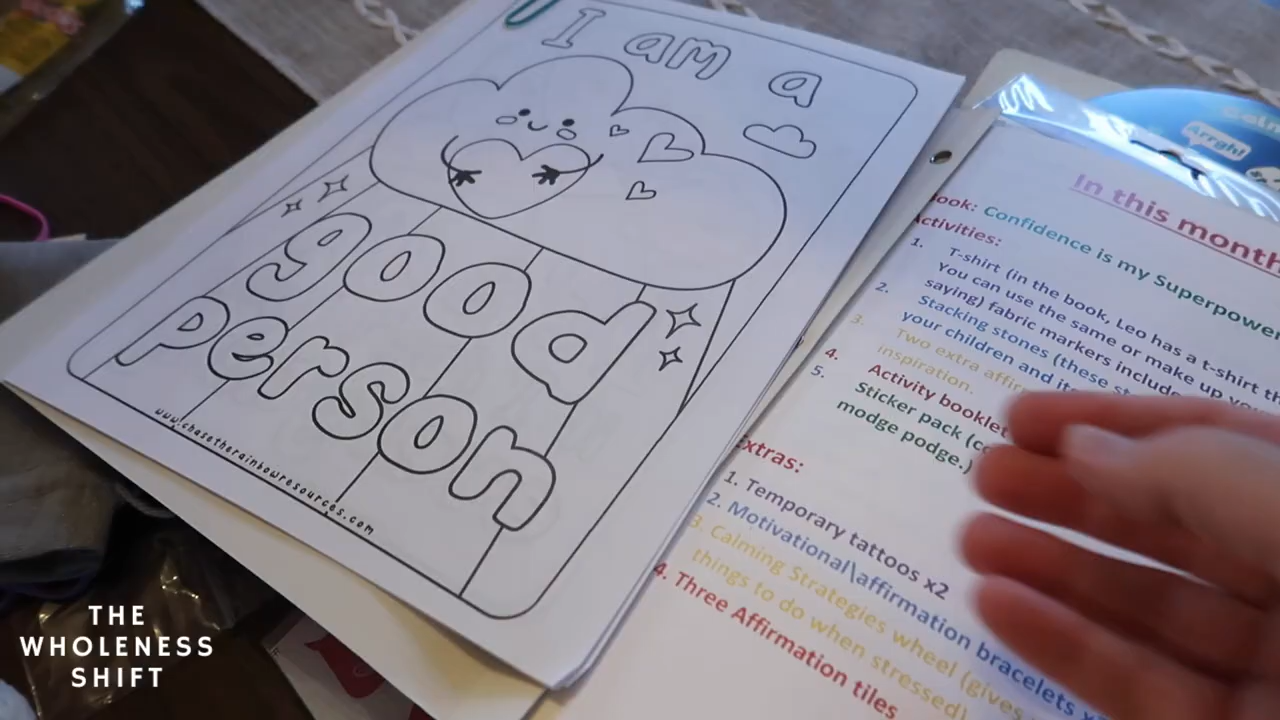 I am a
good
person
www.chasetherainbowresources.com
Arrgh!
In this month
Book: Confidence is my Superpower
Activities:
1. T-shirt (in the book, Leo has a t-shirt
You can use the same or make up your
saying) fabric markers include
2. Stacking stones (these
your children and
3. Two extra
inspiration.
4. Activity booklet
5. Sticker pack
modge podge.)
Extras:
1. Temporary tattoos x2
2. Motivational\affirmation bracelets
3. Calming Strategies wheel (gives
things to do when stressed)
4. Three Affirmation tiles
THE
WHOLENESS
SHIFT